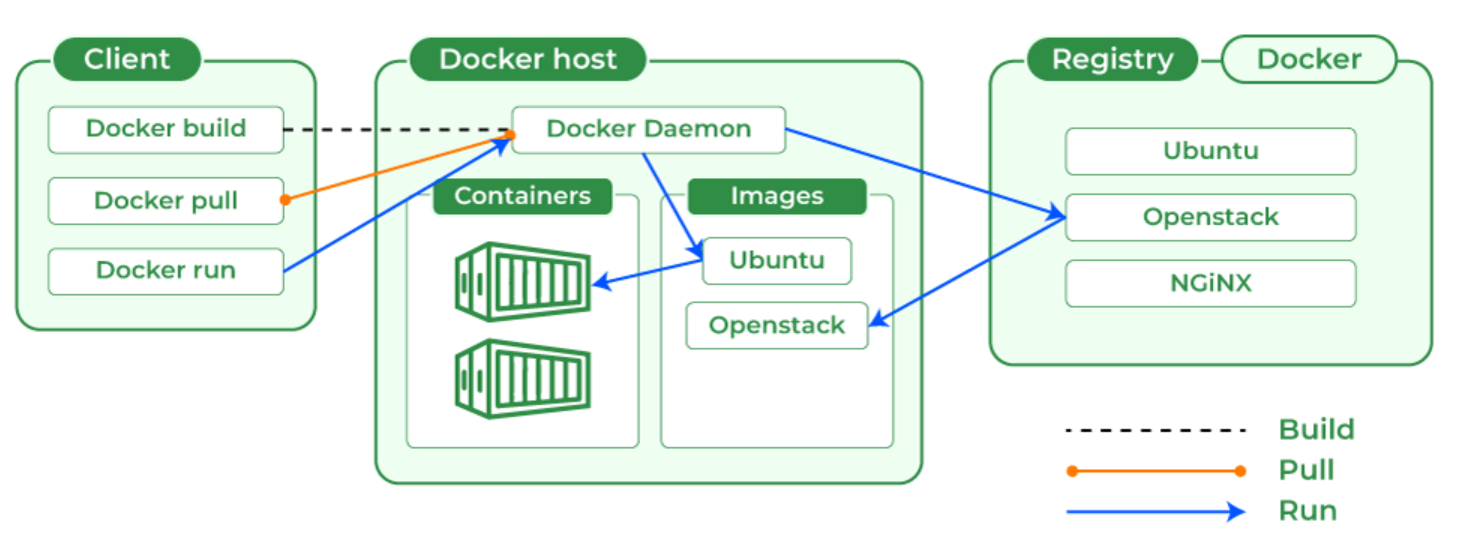 Client
Docker build
Docker pull
Docker run
Docker host
Docker Daemon
Containers
Images
Ubuntu
Openstack
Registry
Docker
Ubuntu
Openstack
NGiNX
Build
Pull
Run